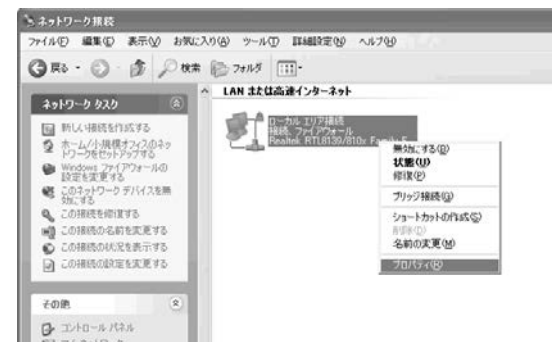 ネットワーク接続
ファイル(F) 編集(E) 表示(V) お気に入り(A) ツール(T) 詳細設定(N) ヘルプ(H)
戻る 検索 フォルダ
ネットワーク タスク
新しい接続を作成する
ホーム/小規模オフィスのネッ
トワークをセットアップする
Windows ファイアウォールの
設定を変更する
このネットワーク デバイスを無
効にする
この接続を修復する
この接続の名前を変更する
この接続の状況を表示する
この接続の設定を変更する
その他
コントロール パネル
LAN または高速インターネット
ローカル エリア接続
接続、ファイアウォール
Realtek RTL8139/810x Family F...
無効にする(B)
状態(U)
修復(P)
ブリッジ接続(G)
ショートカットの作成(S)
削除(D)
名前の変更(M)
プロパティ(R)